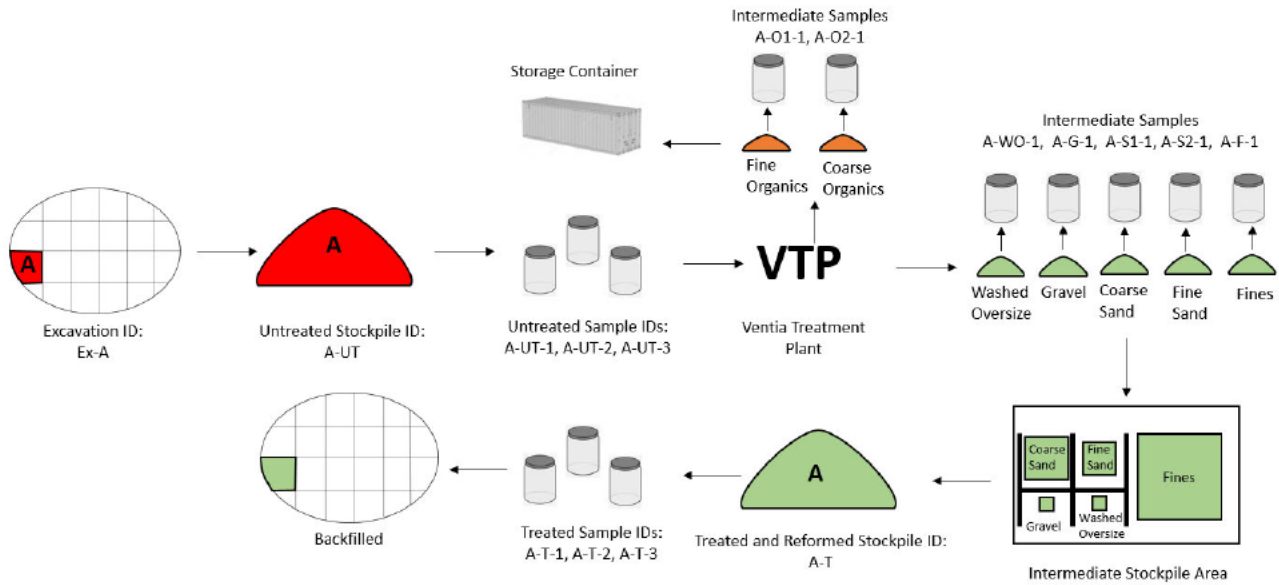 Intermediate Samples
A-O1-1, A-O2-1
Storage Container
Fine
Organics
Coarse
Organics
Intermediate Samples
A-WO-1, A-G-1, A-S1-1, A-S2-1, A-F-1
Washed
Oversize
Gravel
Coarse
Sand
Fine
Sand
Fines
A
Excavation ID:
Ex-A
A
Untreated Stockpile ID:
A-UT
Untreated Sample IDs:
A-UT-1, A-UT-2, A-UT-3
VTP
Ventia Treatment
Plant
Backfilled
Treated Sample IDs:
A-T-1, A-T-2, A-T-3
A
Treated and Reformed Stockpile ID:
A-T
Coarse
Sand
Fine
Sand
Fines
Gravel
Washed
Oversize
Intermediate Stockpile Area